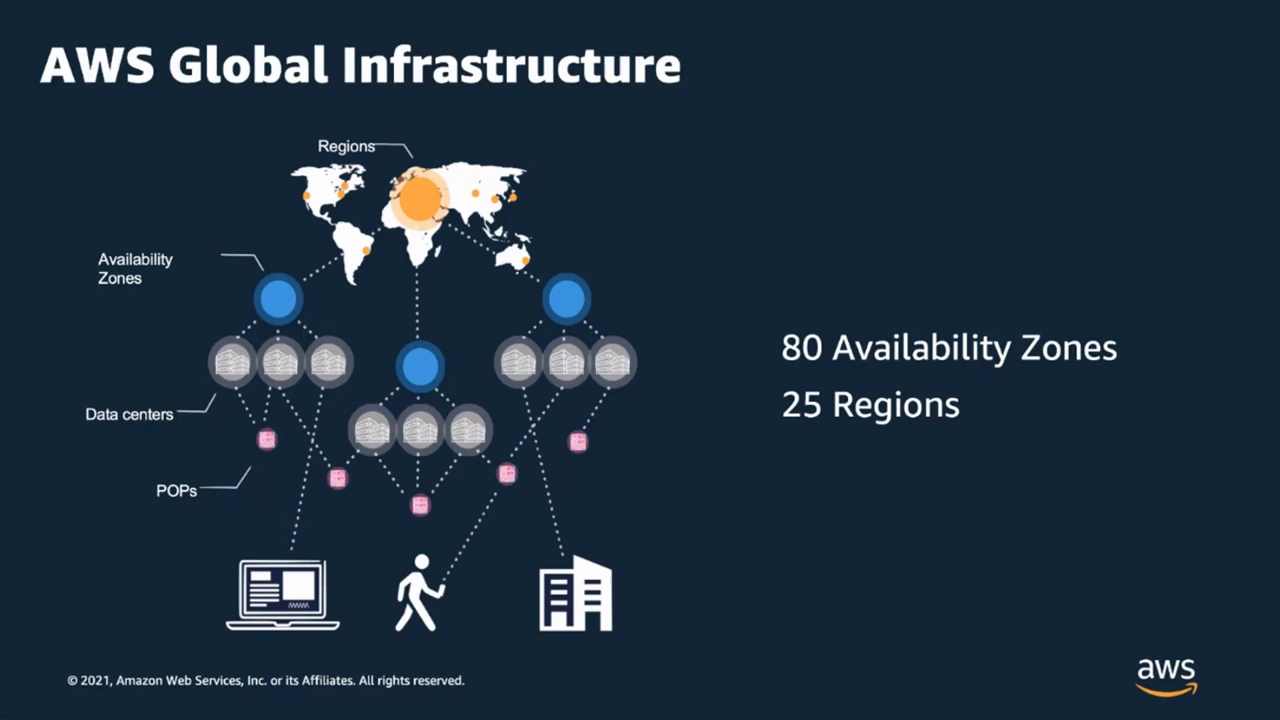 AWS Global Infrastructure
Regions
Availability
Zones
Data centers
POPs
80 Availability Zones
25 Regions
© 2021, Amazon Web Services, Inc. or its Affiliates. All rights reserved.
aws